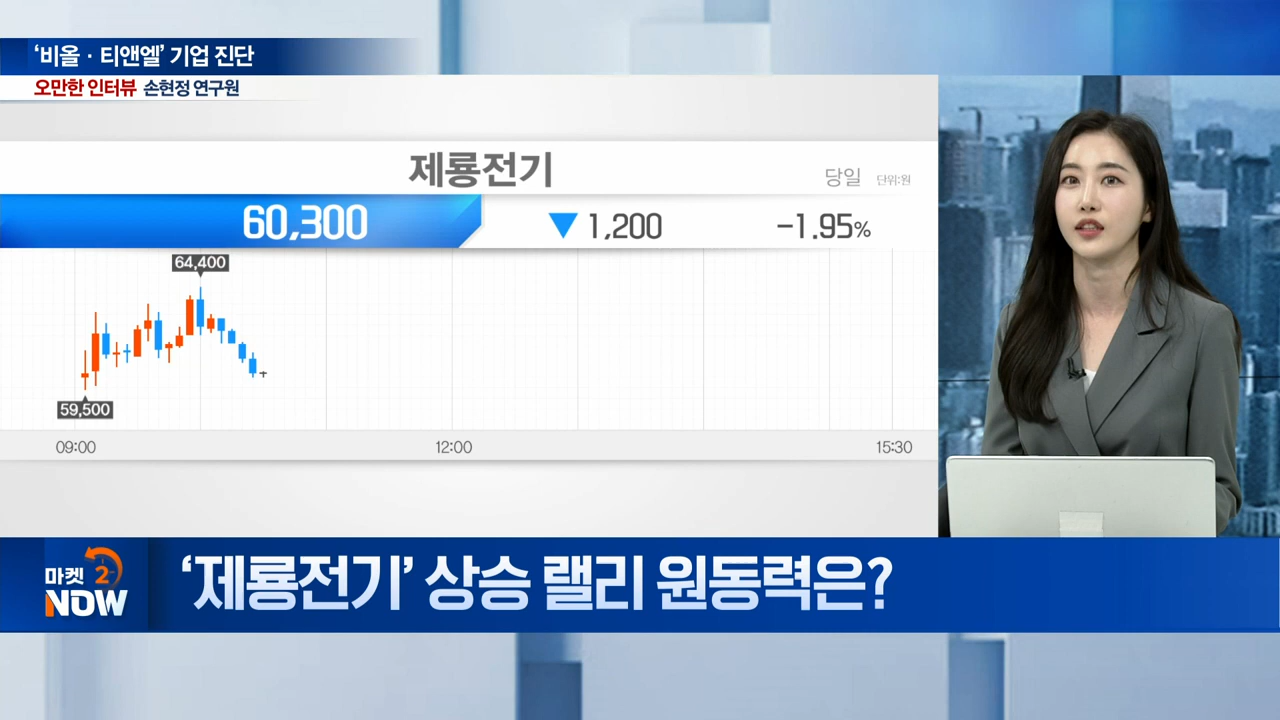 ‘비올 · 티앤엘’ 기업 진단
오만한 인터뷰 손현정 연구원
제룡전기
당일 단위:원
60,300 ▼ 1,200 -1.95%
64,400
59,500
09:00 12:00 15:30
마켓 2
NOW
‘제룡전기’ 상승 랠리 원동력은?